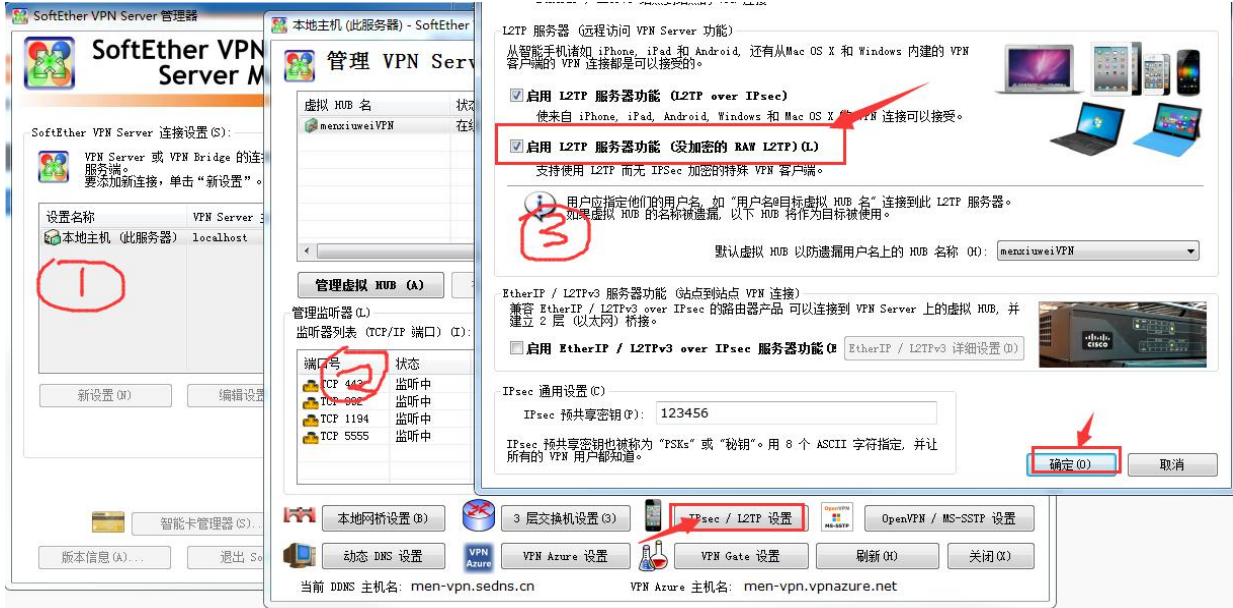 SoftEther VPN Server 管理器
SoftEther VPN
Server M
SoftEther VPN Server 连接设置(S):
VPN Server 或 VPN Bridge 的连
服务端。
要添加新连接，单击“新设置”。
设置名称
VPN Server 主
本地主机 (此服务器)
localhost
1
新设置(N)
编辑设置
智能卡管理器(S)..
版本信息(A)...
退出 So
本地主机 (此服务器) - SoftEther
管理 VPN Serv
虚拟 HUB 名
状态
menxiuweiVPN
在线
管理虚拟 HUB (A)
管理监听器(L)
监听器列表 (TCP/IP 端口) (I):
端口号
状态
2
TCP 443
监听中
TCP 992
监听中
TCP 1194
监听中
TCP 5555
监听中
本地网桥设置(B)
3 层交换机设置(3)
IPsec / L2TP 设置
OpenVPN
MS-SSTP
OpenVPN / MS-SSTP 设置
动态 DNS 设置
VPN
Azure
VPN Azure 设置
VPN Gate 设置
刷新(H)
关闭(X)
当前 DDNS 主机名: men-vpn.sedns.cn
VPN Azure 主机名: men-vpn.vpnazure.net
L2TP 服务器 (远程访问 VPN Server 功能)
从智能手机诸如 iPhone, iPad 和 Android, 还有从Mac OS X 和 Windows 内建的 VPN
客户端的 VPN 连接都是可以接受的。
启用 L2TP 服务器功能 (L2TP over IPsec)
使来自 iPhone, iPad, Android, Windows 和 Mac OS X 的 VPN 连接可以接受。
启用 L2TP 服务器功能 (没加密的 RAW L2TP)(L)
支持使用 L2TP 而无 IPSec 加密的特殊 VPN 客户端。
用户应指定他们的用户名，如 “用户名@目标虚拟 HUB 名” 连接到此 L2TP 服务器。
如果虚拟 HUB 的名称被遗漏，以下 HUB 将作为目标被使用。
3
默认虚拟 HUB 以防遗漏用户名上的 HUB 名称 (H):
menxiuweiVPN
EtherIP / L2TPv3 服务器功能 (站点到站点 VPN 连接)
兼容 EtherIP / L2TPv3 over IPsec 的路由器产品 可以连接到 VPN Server 上的虚拟 HUB, 并
建立 2 层 (以太网) 桥接。
启用 EtherIP / L2TPv3 over IPsec 服务器功能(E
EtherIP / L2TPv3 详细设置(D)
CISCO
IPsec 通用设置(C)
IPsec 预共享密钥(P):
123456
IPsec 预共享密钥也被称为 “PSKs” 或 “秘钥”。用 8 个 ASCII 字符指定，并让
所有的 VPN 用户都知道。
确定(O)
取消